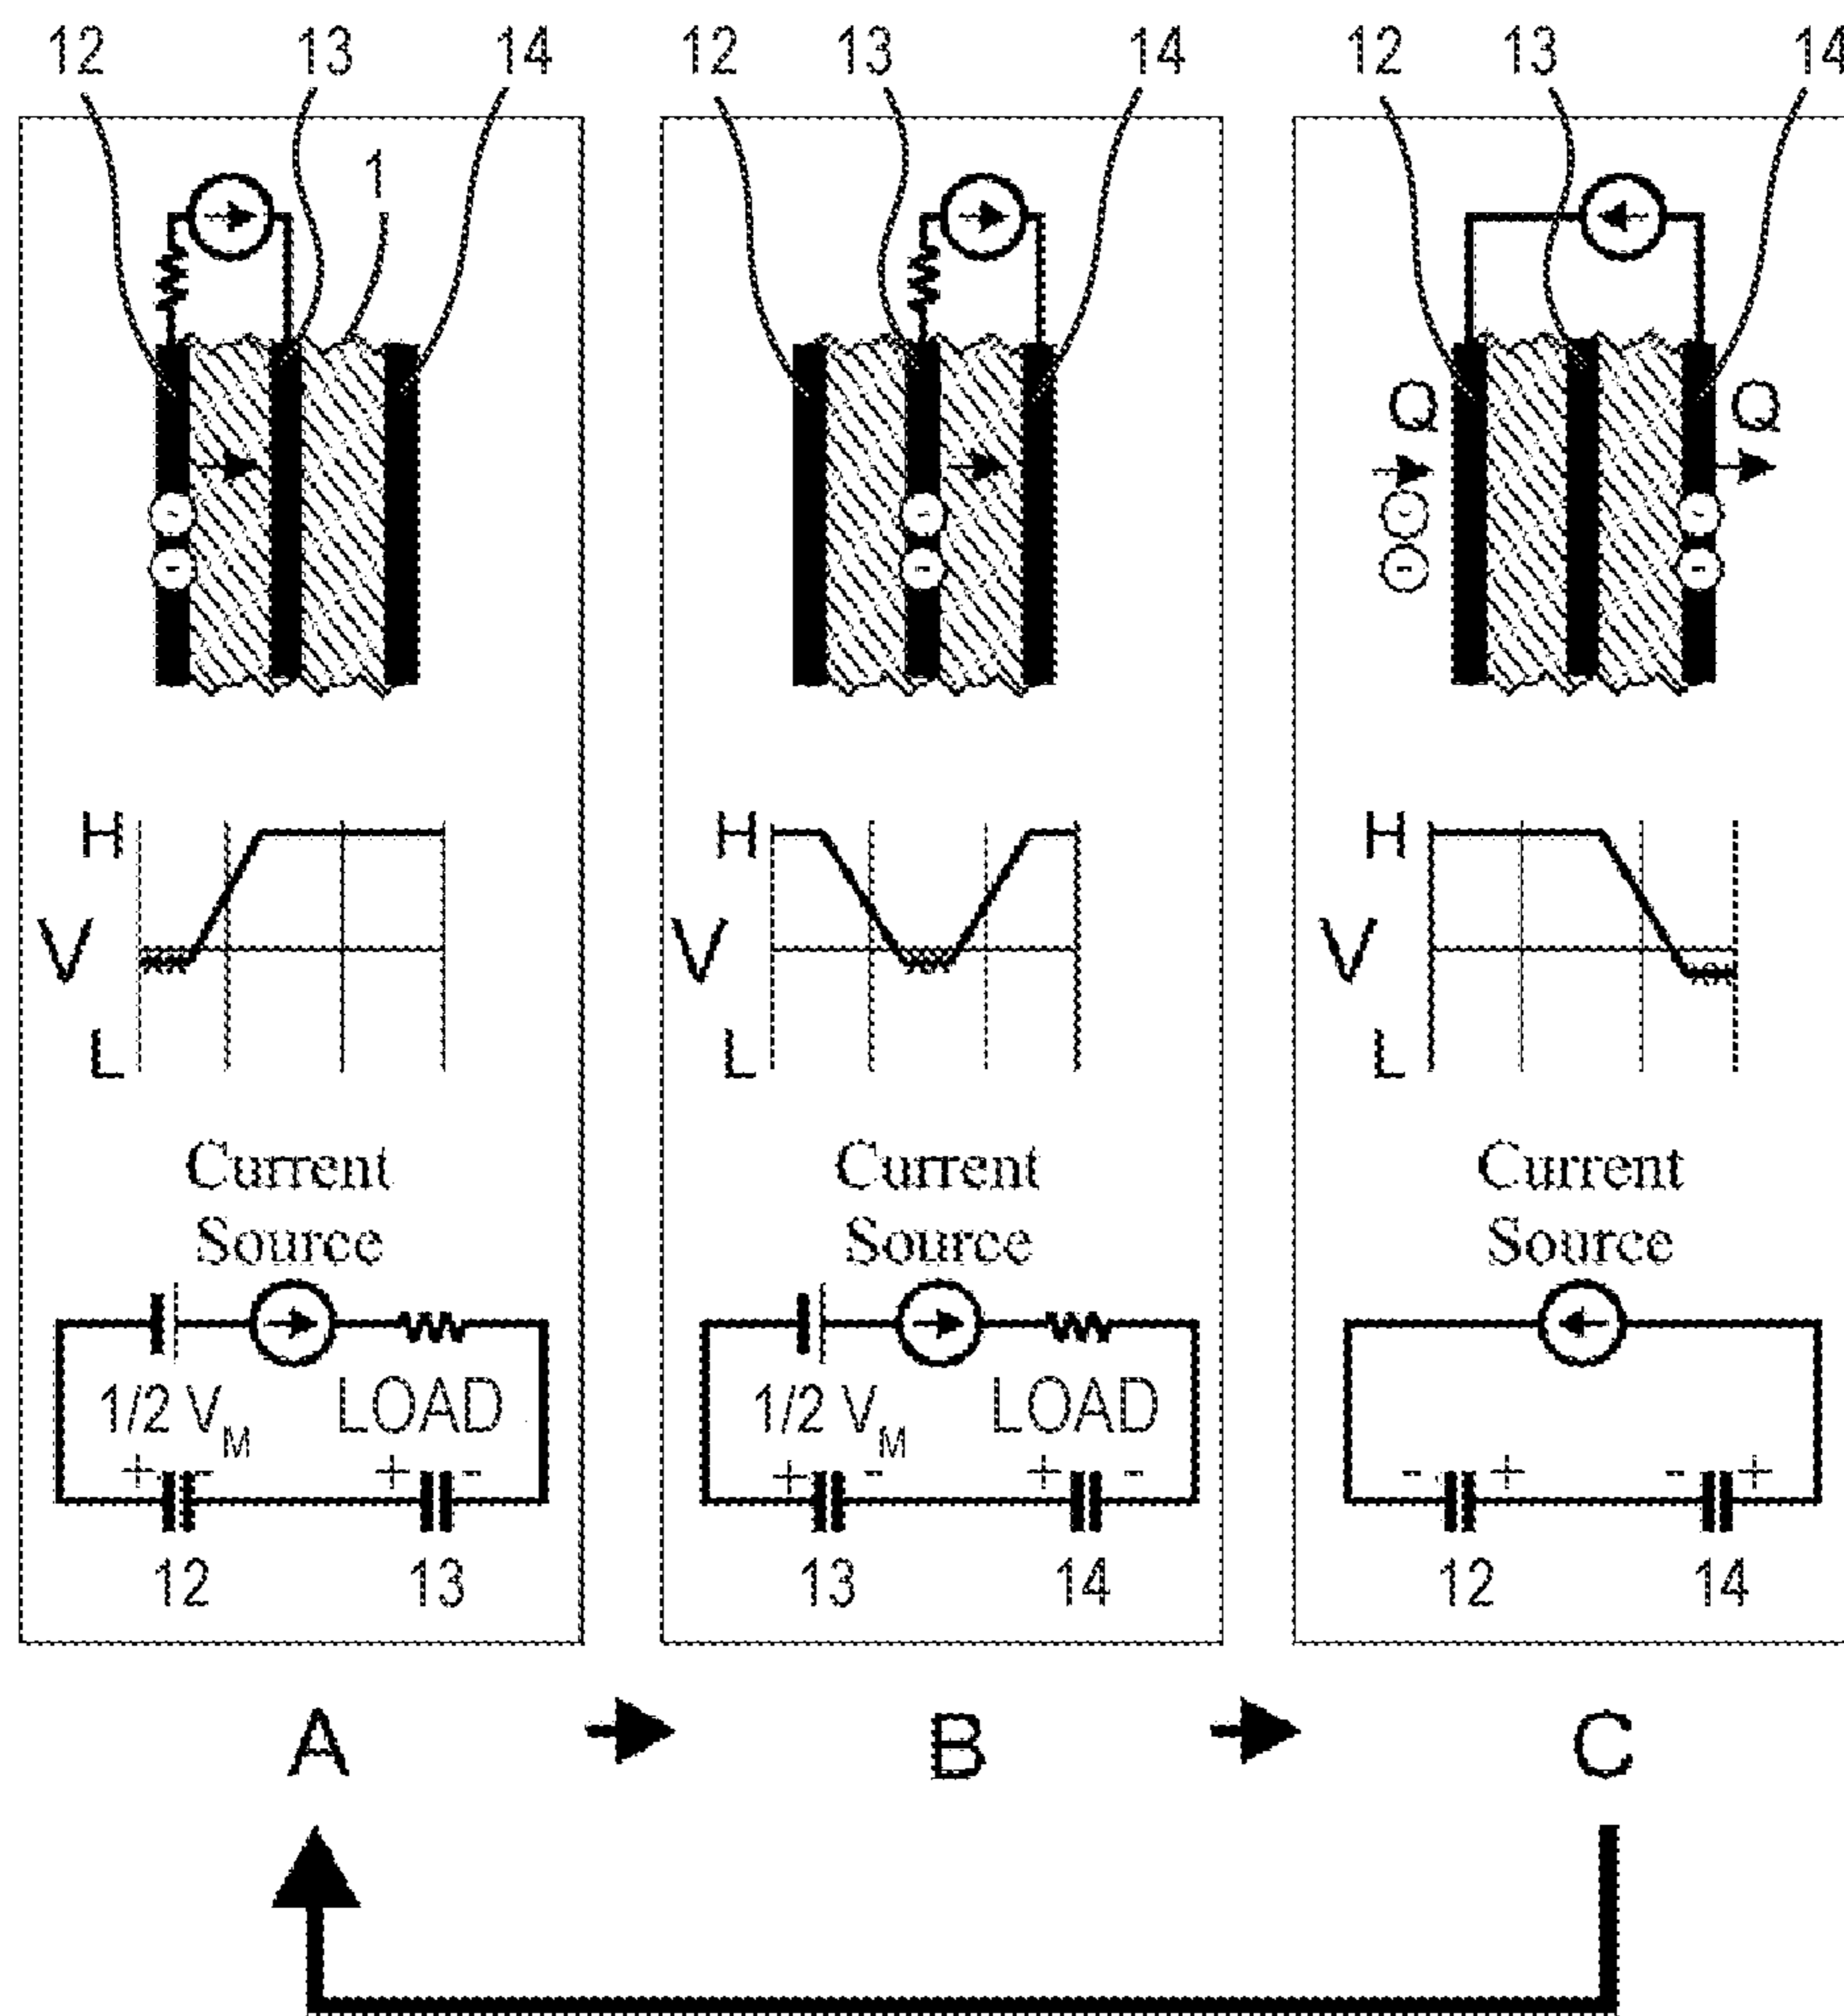 12 13 14 12 13 14 12 13 14
1
Q Q
H H H
V V V
L L L
Current Current Current
Source Source Source
1/2 VM LOAD 1/2 VM LOAD
+ - + - + - + - - + - +
12 13 13 14 12 14
A B C